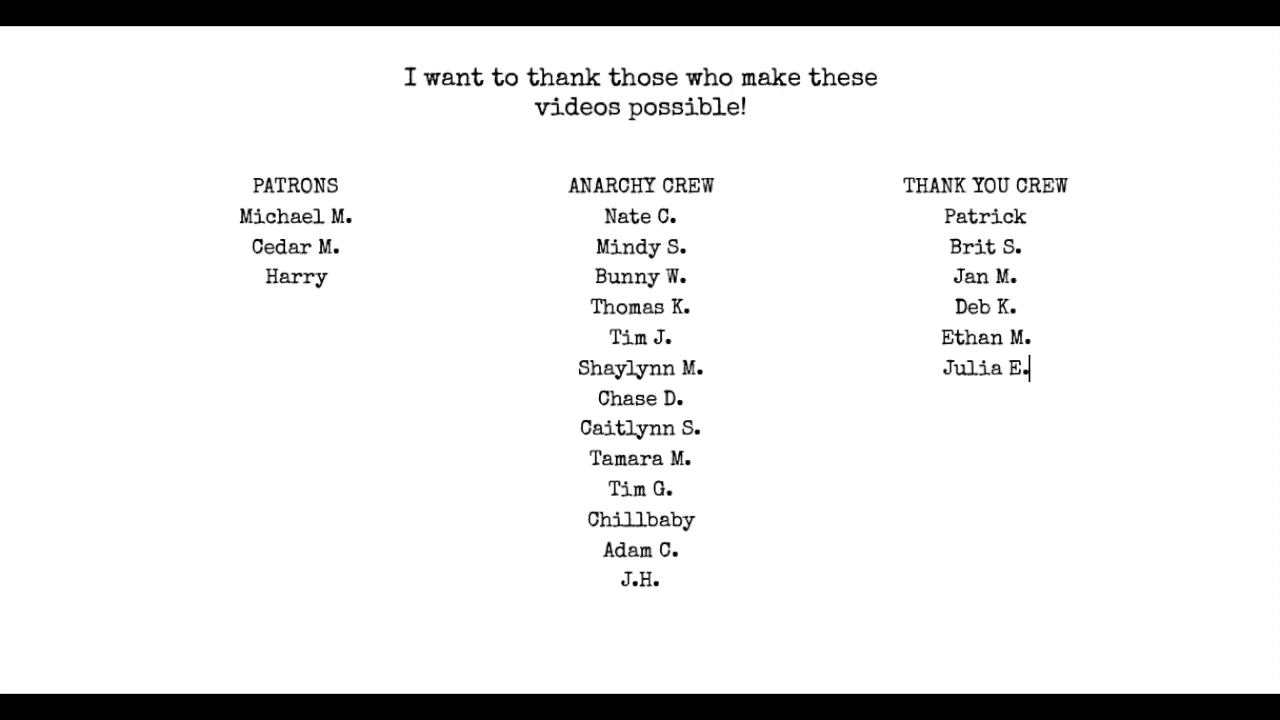 I want to thank those who make these
videos possible!
PATRONS
Michael M.
Cedar M.
Harry
ANARCHY CREW
Nate C.
Mindy S.
Bunny W.
Thomas K.
Tim J.
Shaylynn M.
Chase D.
Caitlynn S.
Tamara M.
Tim G.
Chillbaby
Adam C.
J.H.
THANK YOU CREW
Patrick
Brit S.
Jan M.
Deb K.
Ethan M.
Julia E.